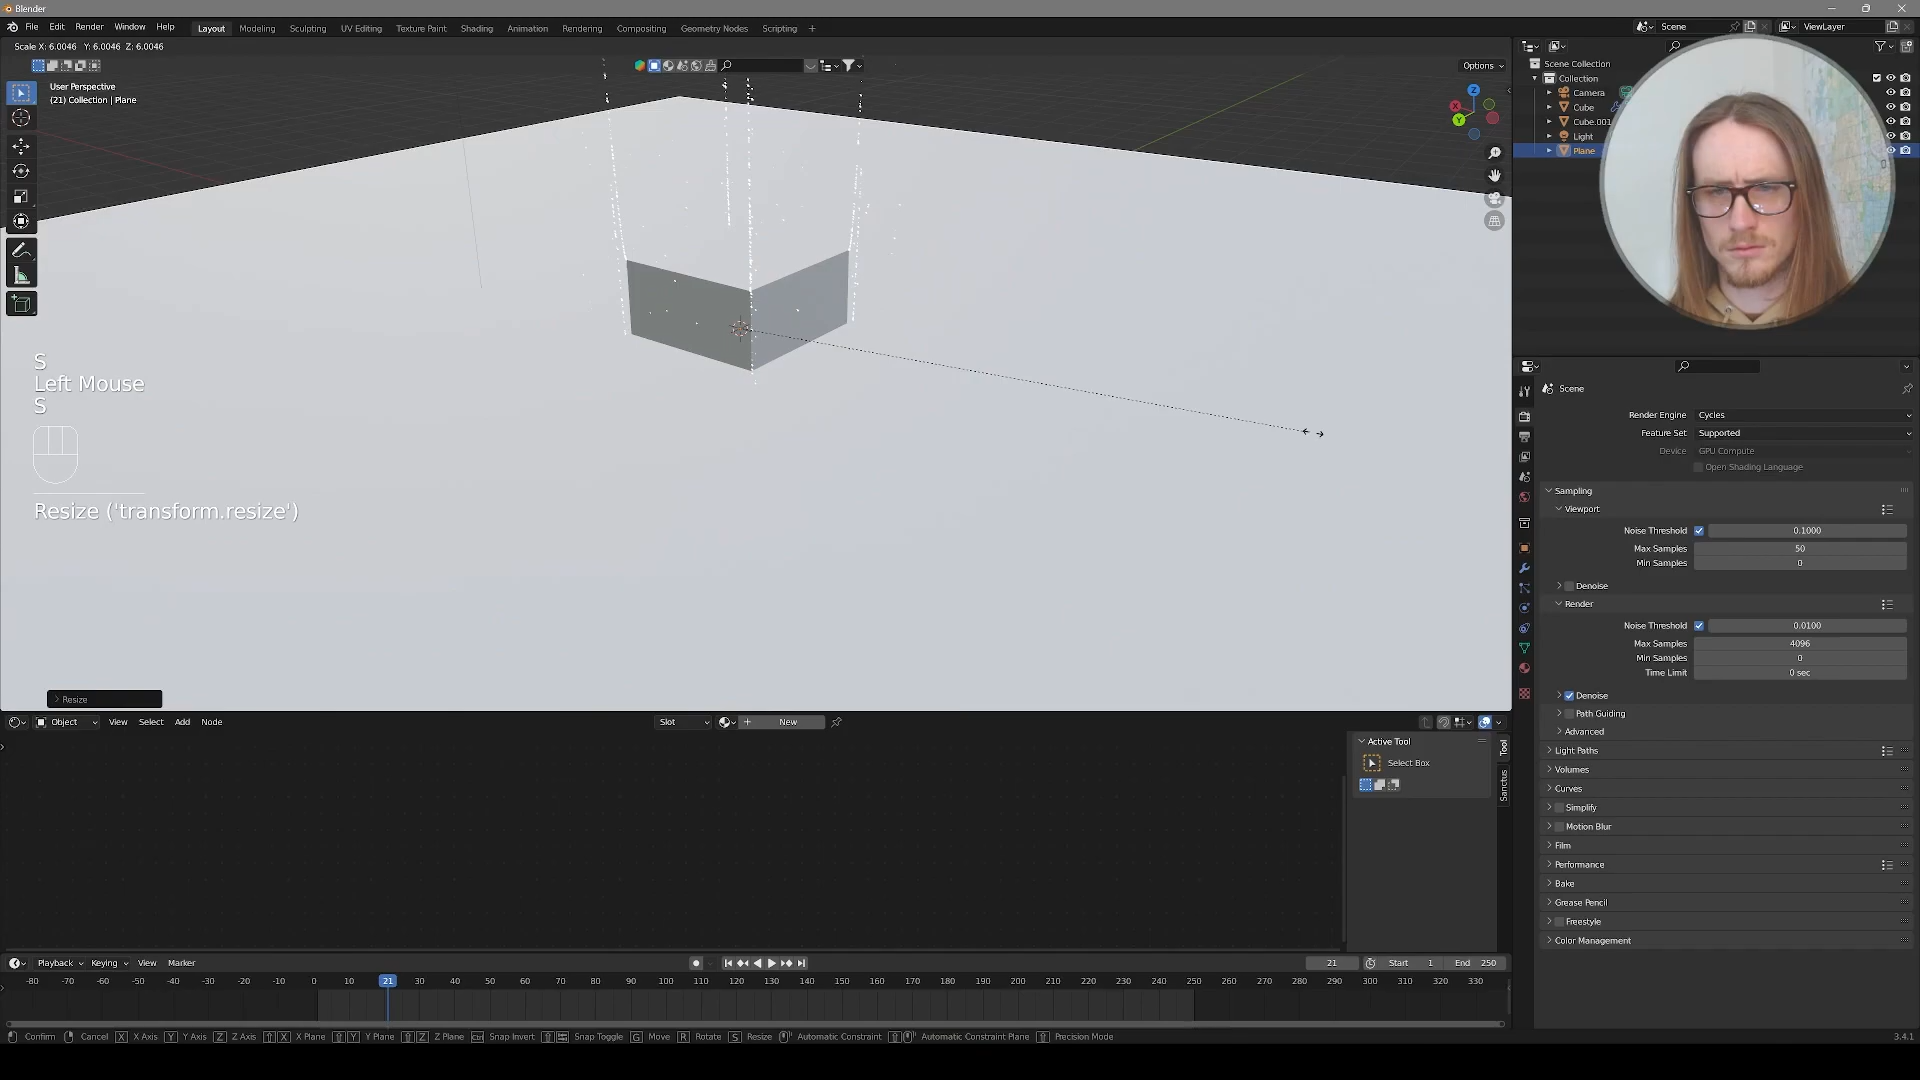 Blender
File Edit Render Window Help
Layout Modeling Sculpting UV Editing Texture Paint Shading Animation Rendering Compositing Geometry Nodes Scripting +
Scene
ViewLayer
Scale X: 6.0046 Y: 6.0046 Z: 6.0046
Options
User Perspective
(21) Collection | Plane
Z
X
Y
Scene Collection
Collection
Camera
Cube
Cube.001
Light
Plane
S
Left Mouse
S
Resize ('transform.resize')
Resize
Scene
Render Engine Cycles
Feature Set Supported
Device GPU Compute
Open Shading Language
Sampling
Viewport
Noise Threshold 0.1000
Max Samples 50
Min Samples 0
Denoise
Render
Noise Threshold 0.0100
Max Samples 4096
Min Samples 0
Time Limit 0 sec
Denoise
Path Guiding
Advanced
Light Paths
Volumes
Curves
Simplify
Motion Blur
Film
Performance
Bake
Grease Pencil
Freestyle
Color Management
Object View Select Add Node
Slot
+ New
Active Tool
Select Box
Tool
Sanctus
Playback Keying View Marker
21 Start 1 End 250
-80 -70 -60 -50 -40 -30 -20 -10 0 10 21 30 40 50 60 70 80 90 100 110 120 130 140 150 160 170 180 190 200 210 220 230 240 250 260 270 280 290 300 310 320 330
Confirm Cancel X X Axis Y Y Axis Z Z Axis X X Plane Y Y Plane Z Z Plane Ctrl Snap Invert Snap Toggle G Move R Rotate S Resize Automatic Constraint Automatic Constraint Plane Precision Mode
3.4.1